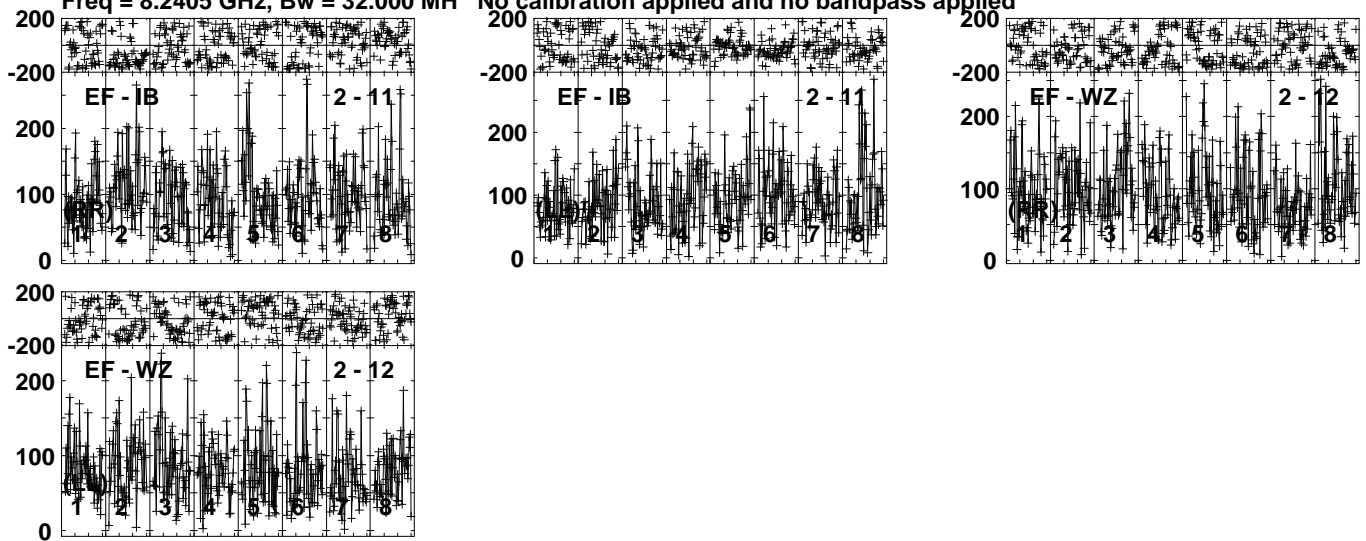 Freq = 8.2405 GHz, Bw = 32.000 MH No calibration applied and no bandpass applied
200
-200
EF - IB 2 - 11
200
100
(RR)
1 2 3 4 5 6 7 8
0
200
-200
EF - IB 2 - 11
200
100
(LL)
1 2 3 4 5 6 7 8
0
200
-200
EF - WZ 2 - 12
200
100
(RR)
1 2 3 4 5 6 7 8
0
200
-200
EF - WZ 2 - 12
200
100
(LL)
1 2 3 4 5 6 7 8
0